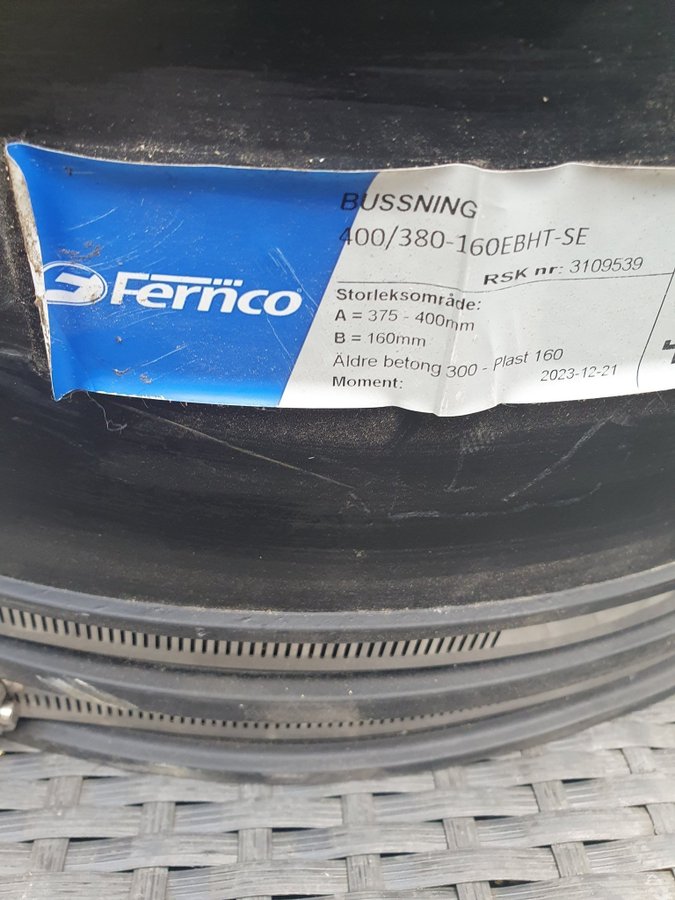 Fernco
BUSSNING
400/380-160EBHT-SE
RSK nr: 3109539
Storleksområde:
A = 375 - 400mm
B = 160mm
Äldre betong 300 - Plast 160
Moment:
2023-12-21